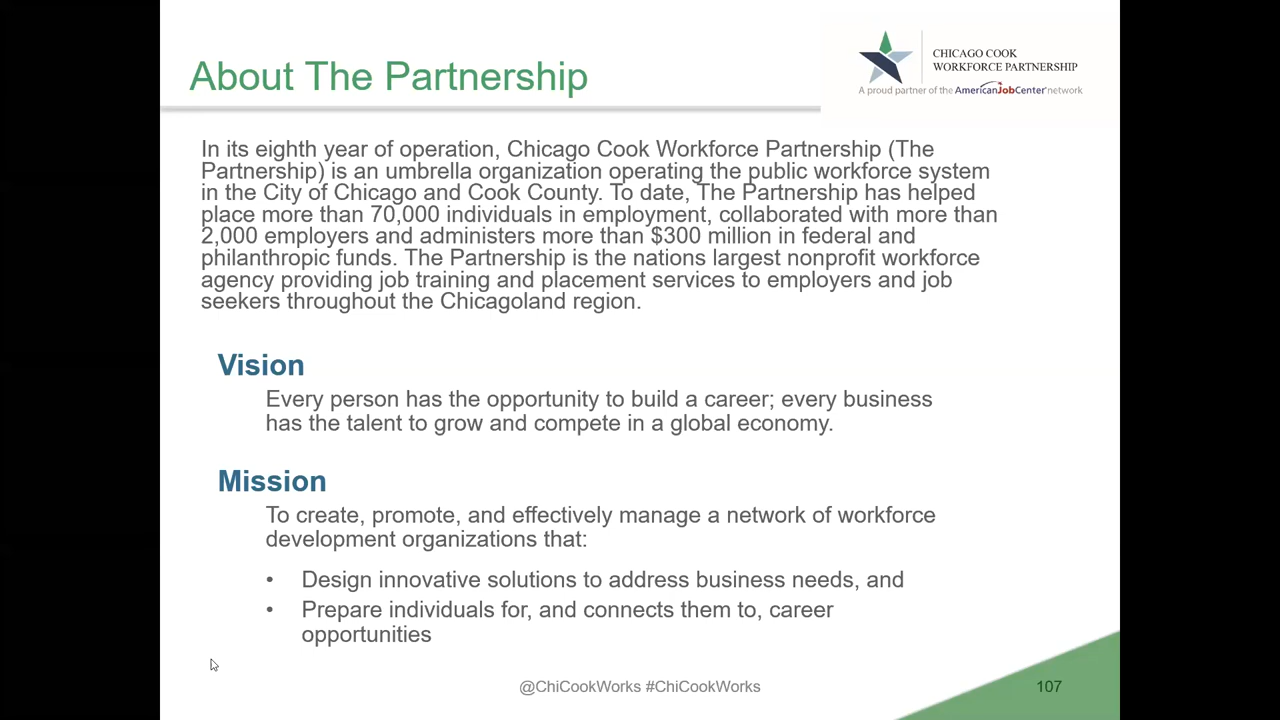 About The Partnership
CHICAGO COOK
WORKFORCE PARTNERSHIP
A proud partner of the AmericanJobCenter network
In its eighth year of operation, Chicago Cook Workforce Partnership (The
Partnership) is an umbrella organization operating the public workforce system
in the City of Chicago and Cook County. To date, The Partnership has helped
place more than 70,000 individuals in employment, collaborated with more than
2,000 employers and administers more than $300 million in federal and
philanthropic funds. The Partnership is the nations largest nonprofit workforce
agency providing job training and placement services to employers and job
seekers throughout the Chicagoland region.
Vision
Every person has the opportunity to build a career; every business
has the talent to grow and compete in a global economy.
Mission
To create, promote, and effectively manage a network of workforce
development organizations that:
• Design innovative solutions to address business needs, and
• Prepare individuals for, and connects them to, career
opportunities
@ChiCookWorks #ChiCookWorks
107